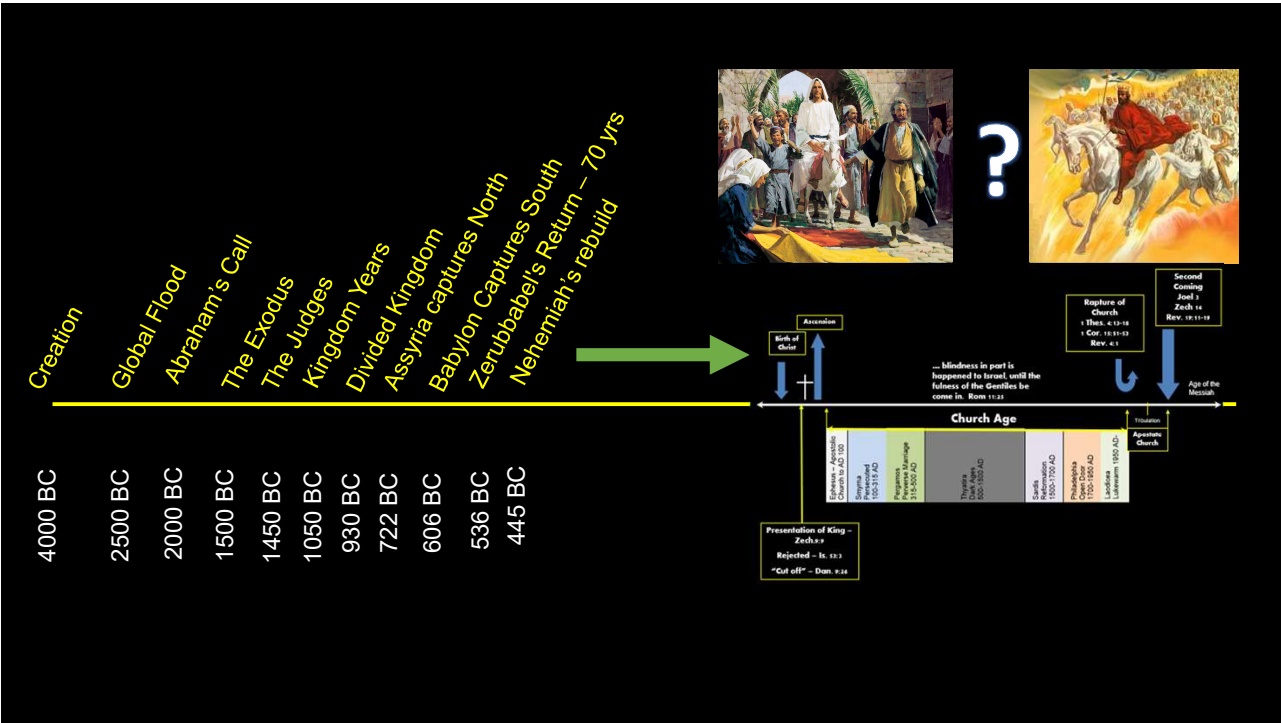 Creation
Global Flood
Abraham's Call
The Exodus
The Judges
Kingdom Years
Divided Kingdom
Assyria captures North
Babylon Captures South
Zerubbabel's Return – 70 yrs
Nehemiah's rebuild
4000 BC
2500 BC
2000 BC
1500 BC
1450 BC
1050 BC
930 BC
722 BC
606 BC
536 BC
445 BC
?
Birth of
Christ
Ascension
Rapture of
Church
1 Thes. 4:13-18
1 Cor. 15:51-53
Rev. 4:1
Second
Coming
Joel 3
Zech 14
Rev. 19:11-19
... blindness in part is
happened to Israel, until the
fulness of the Gentiles be
come in. Rom 11:25
Age of the
Messiah
Church Age
Tribulation
Apostate
Church
Ephesus – Apostolic
Church to AD 100
Smyrna
Persecuted
100-315 AD
Pergamos
Perverse Marriage
315-500 AD
Thyatira
Dark Ages
500-1500 AD
Sardis
Reformation
1500-1700 AD
Philadelphia
Open Door
1700-1950 AD
Laodicea
Lukewarm 1950 AD-
Presentation of King –
Zech.9:9
Rejected – Is. 53:3
"Cut off" – Dan. 9:26